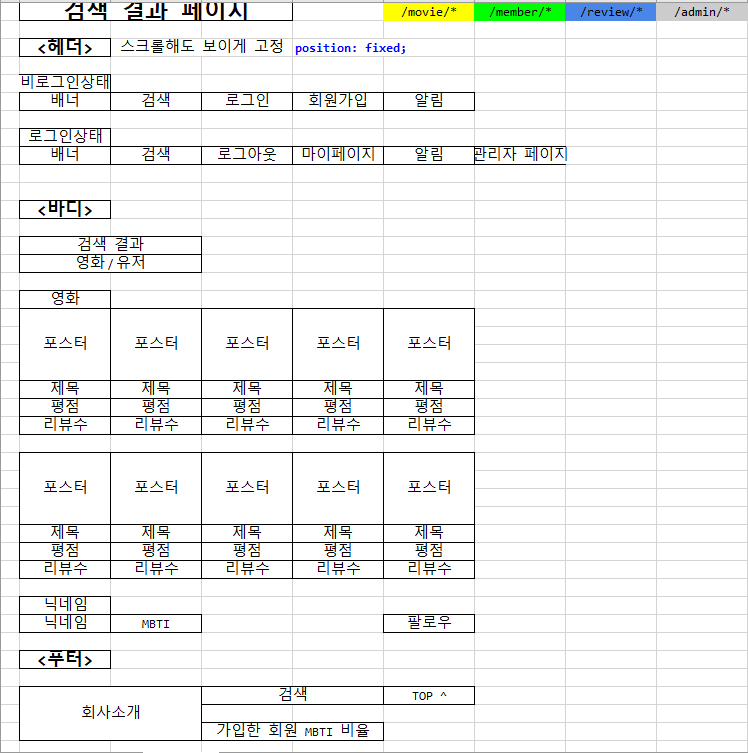 검색 결과 페이지 /movie/* /member/* /review/* /admin/*
<헤더> 스크롤해도 보이게 고정 position: fixed;
비로그인상태
배너 검색 로그인 회원가입 알림
로그인상태
배너 검색 로그아웃 마이페이지 알림 관리자 페이지
<바디>
검색 결과
영화/유저
영화
포스터 포스터 포스터 포스터 포스터
제목 제목 제목 제목 제목
평점 평점 평점 평점 평점
리뷰수 리뷰수 리뷰수 리뷰수 리뷰수
포스터 포스터 포스터 포스터 포스터
제목 제목 제목 제목 제목
평점 평점 평점 평점 평점
리뷰수 리뷰수 리뷰수 리뷰수 리뷰수
닉네임
닉네임 MBTI 팔로우
<푸터>
검색 TOP ^
회사소개
가입한 회원 MBTI 비율